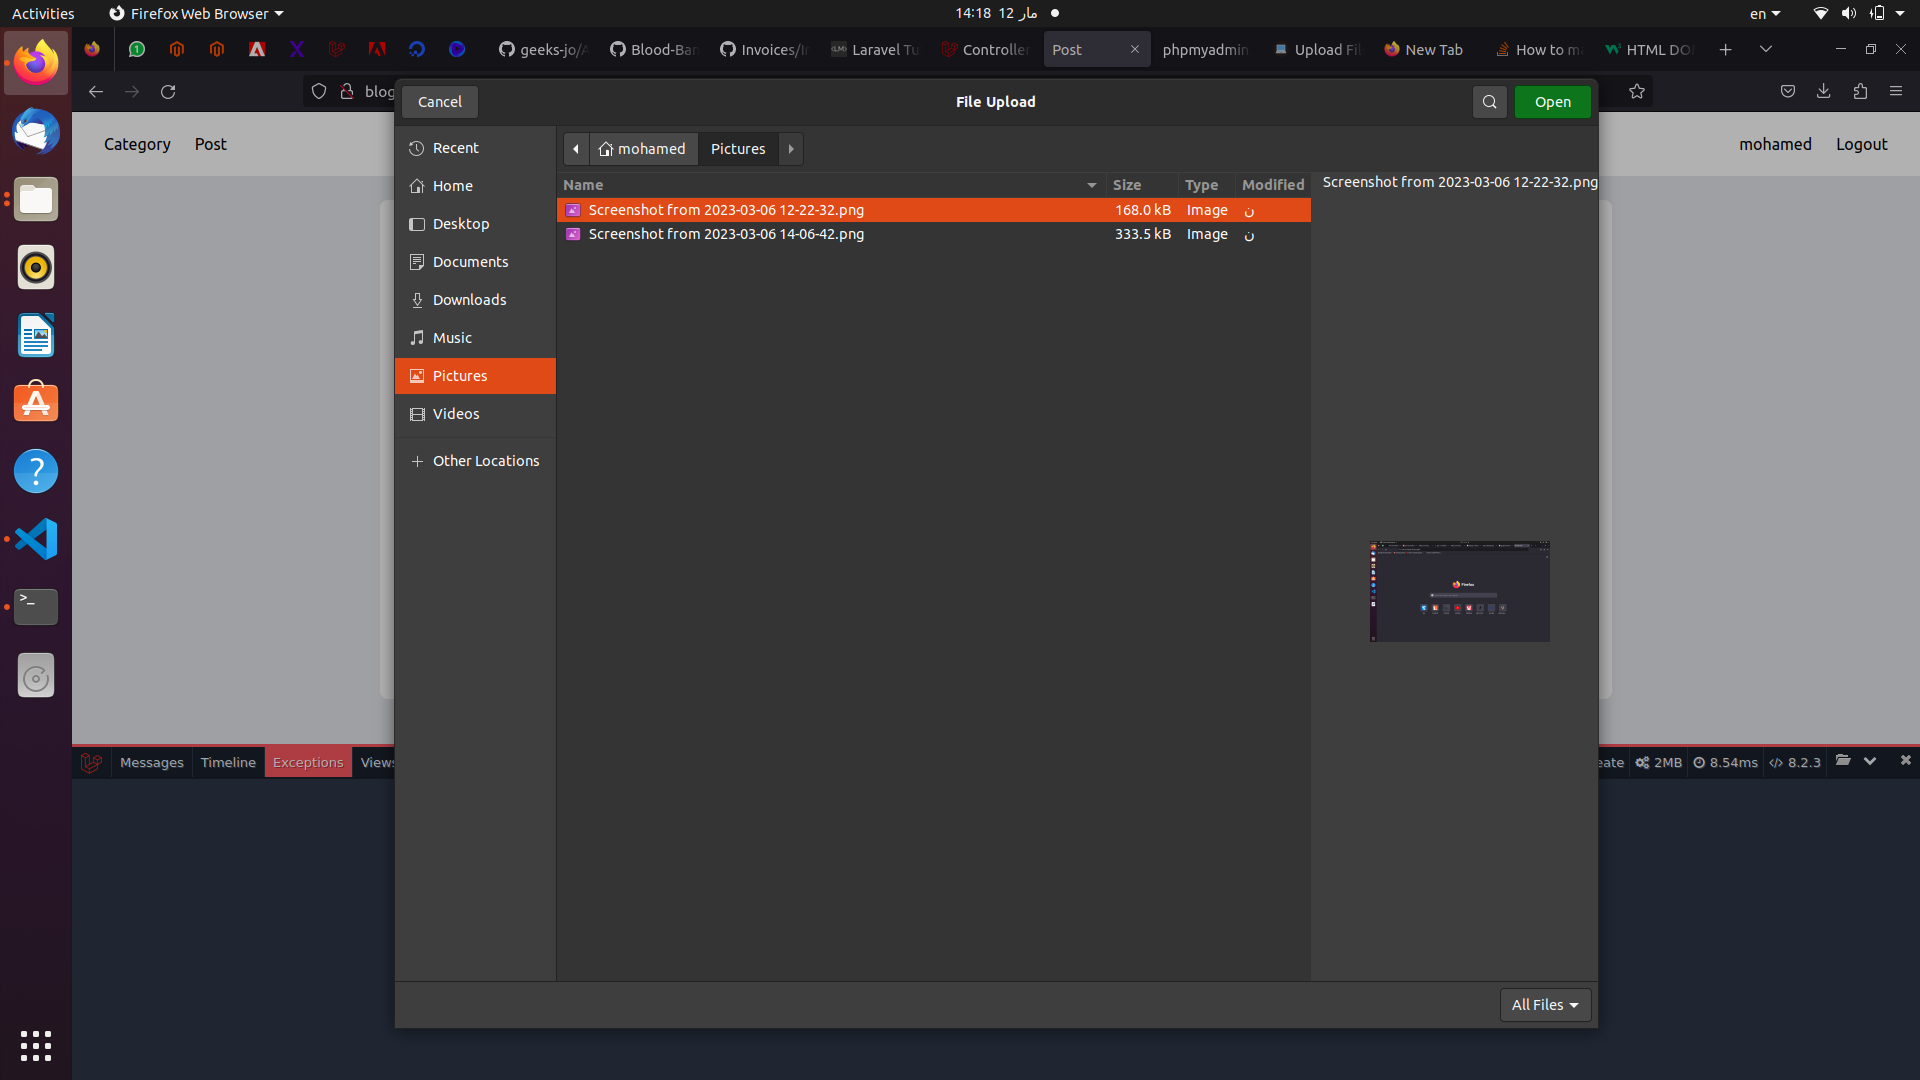 Activities
Firefox Web Browser
14:18 12 مار
en
geeks-jo/A
Blood-Ban
Invoices/In
Laravel Tu
Controller
Post
phpmyadmin
Upload Fil
New Tab
How to ma
HTML DO
blog
Cancel
File Upload
Open
Category
Post
mohamed
Logout
Recent
Home
Desktop
Documents
Downloads
Music
Pictures
Videos
Other Locations
mohamed
Pictures
Name
Size
Type
Modified
Screenshot from 2023-03-06 12-22-32.png 168.0 kB Image ن
Screenshot from 2023-03-06 14-06-42.png 333.5 kB Image ن
Screenshot from 2023-03-06 12-22-32.png
Messages
Timeline
Exceptions
Views
eate
2MB
8.54ms
8.2.3
All Files